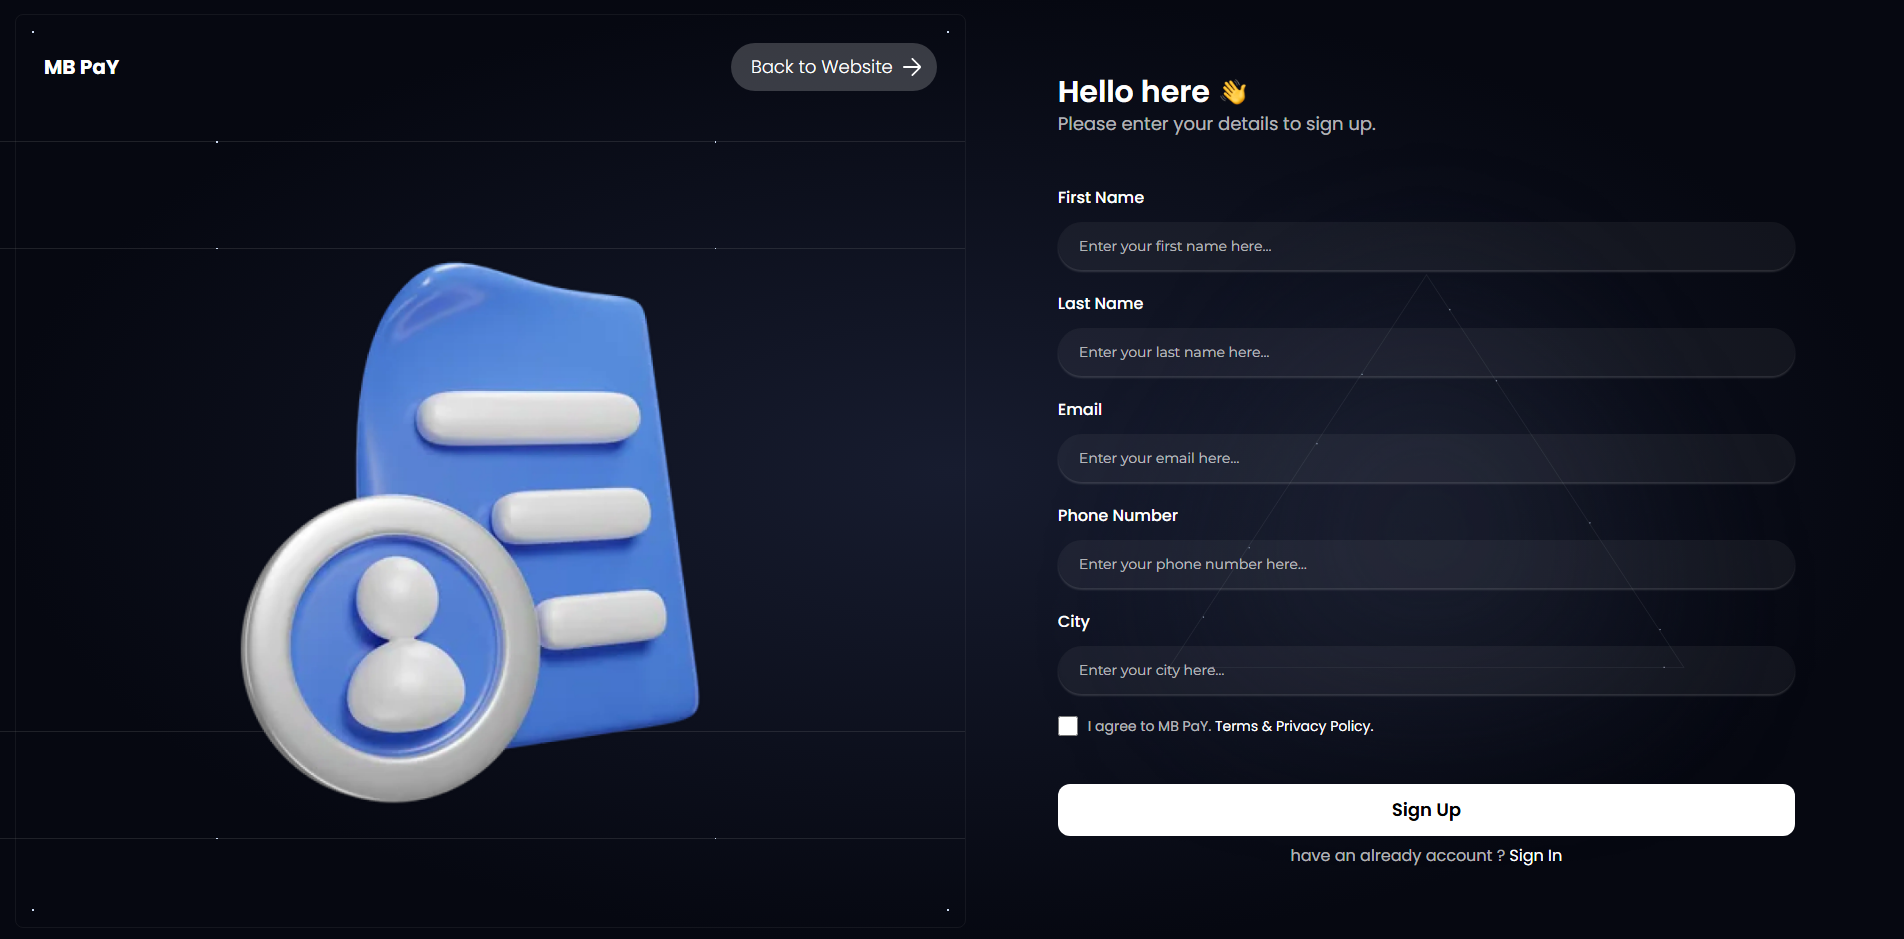 MB PaY
Back to Website
Hello here 👋
Please enter your details to sign up.
First Name
Enter your first name here...
Last Name
Enter your last name here...
Email
Enter your email here...
Phone Number
Enter your phone number here...
City
Enter your city here...
I agree to MB PaY. Terms & Privacy Policy.
Sign Up
have an already account ? Sign In